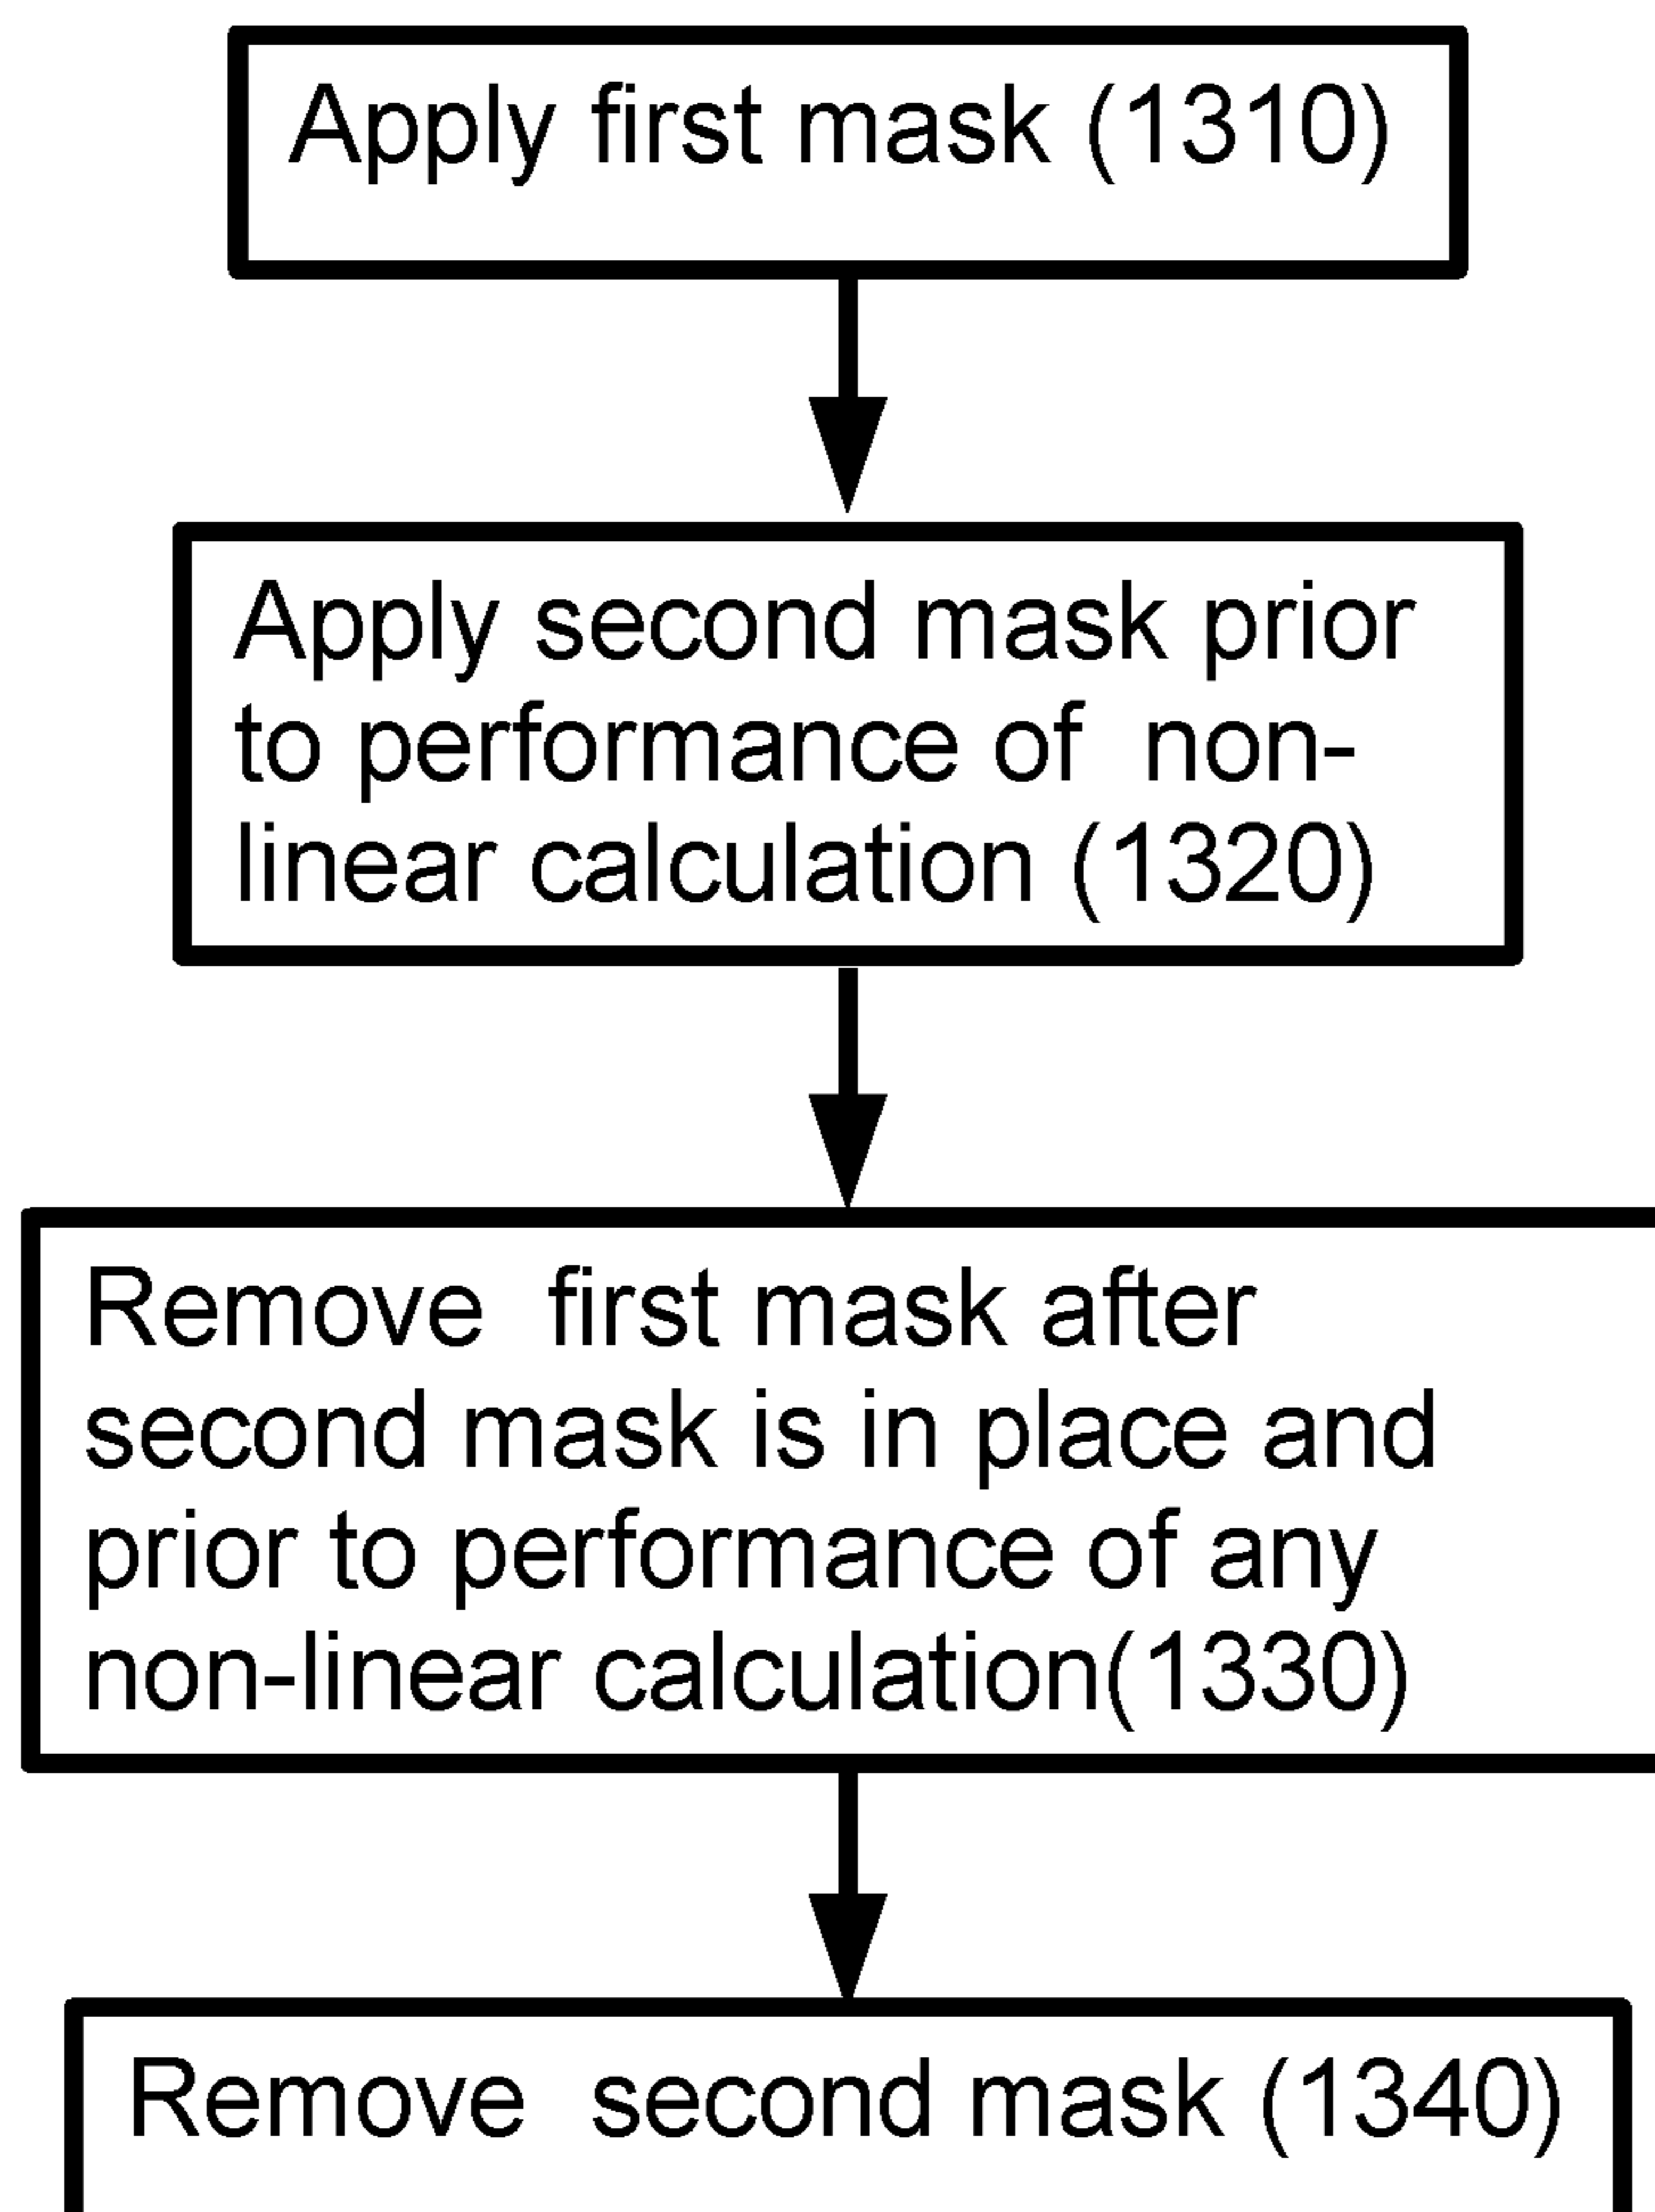 Apply first mask (1310)
Apply second mask prior
to performance of non-
linear calculation (1320)
Remove first mask after
second mask is in place and
prior to performance of any
non-linear calculation(1330)
Remove second mask (1340)